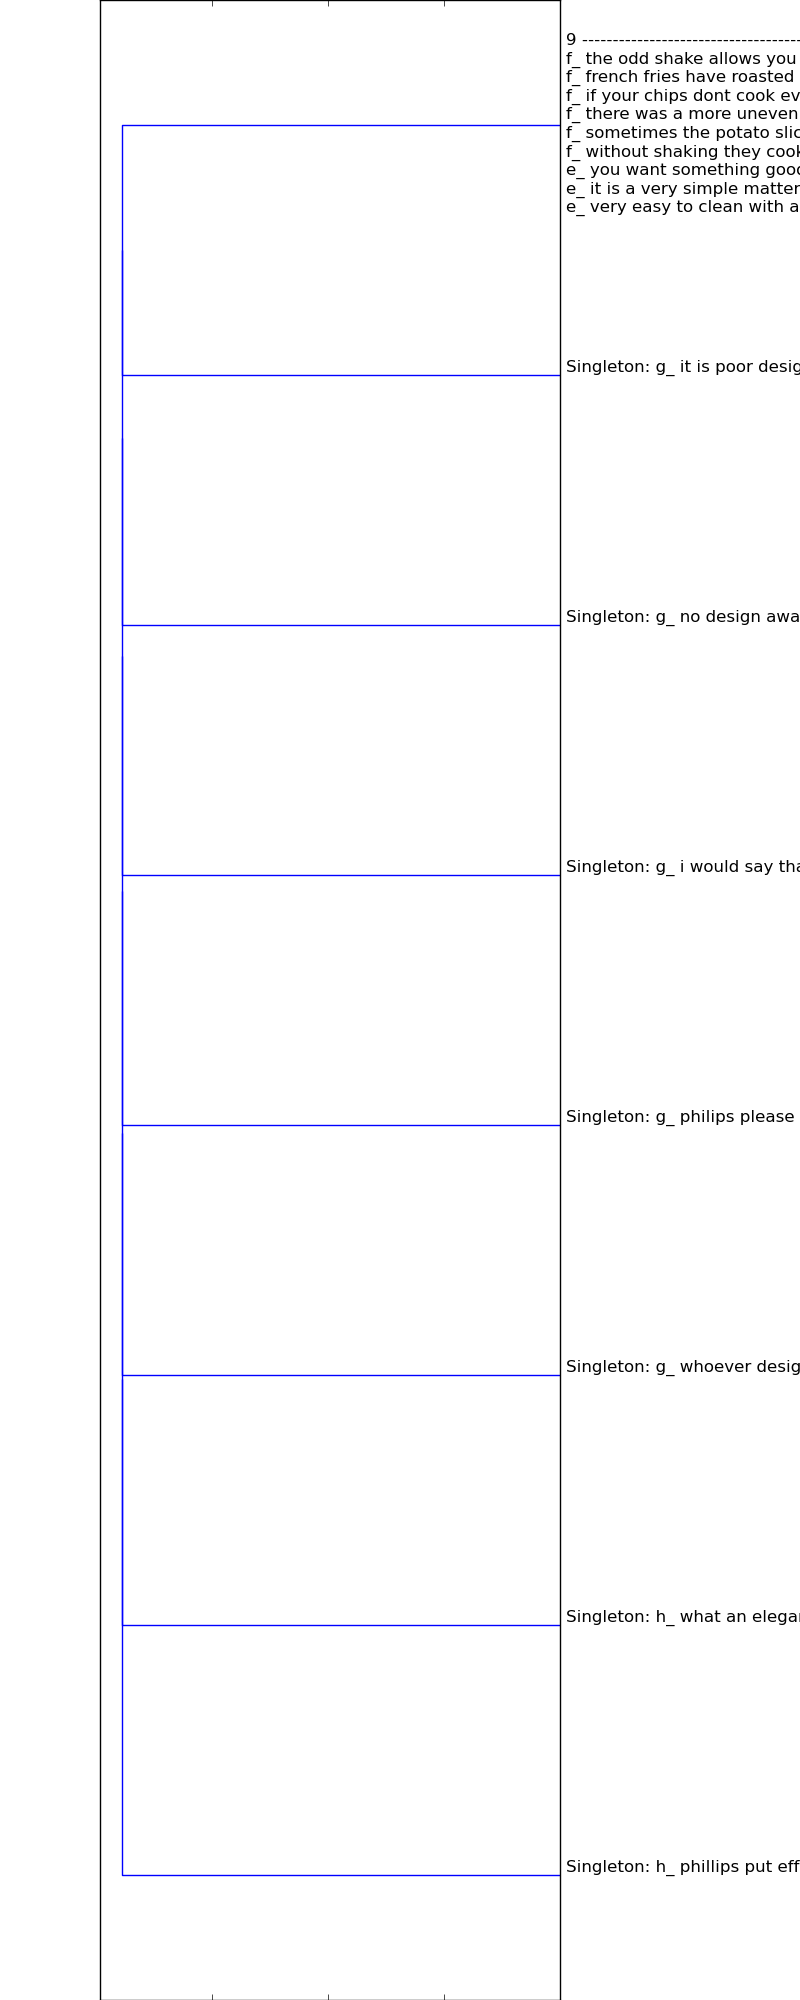 9 ------------------------------------
f_ the odd shake allows you
f_ french fries have roasted
f_ if your chips dont cook ev
f_ there was a more uneven
f_ sometimes the potato slic
f_ without shaking they cook
e_ you want something good
e_ it is a very simple matter
e_ very easy to clean with a
Singleton: g_ it is poor desig
Singleton: g_ no design awa
Singleton: g_ i would say tha
Singleton: g_ philips please
Singleton: g_ whoever desig
Singleton: h_ what an elegan
Singleton: h_ phillips put eff